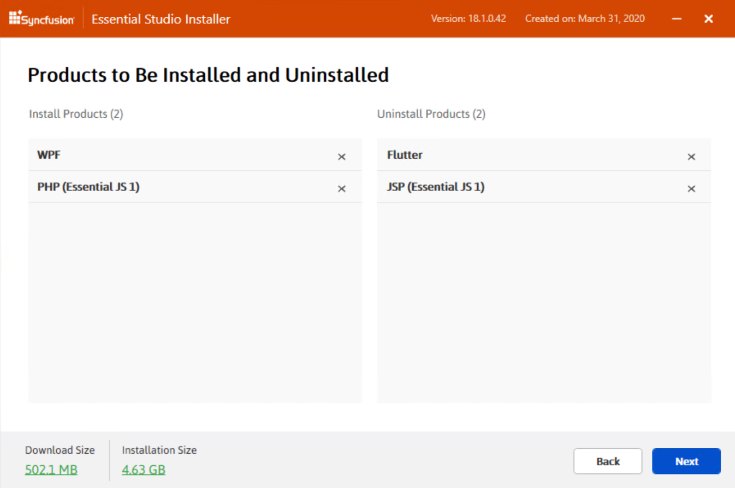 Syncfusion Essential Studio Installer Version: 18.1.0.42 Created on: March 31, 2020
Products to Be Installed and Uninstalled
Install Products (2)
WPF
PHP (Essential JS 1)
Uninstall Products (2)
Flutter
JSP (Essential JS 1)
Download Size
502.1 MB
Installation Size
4.63 GB
Back
Next